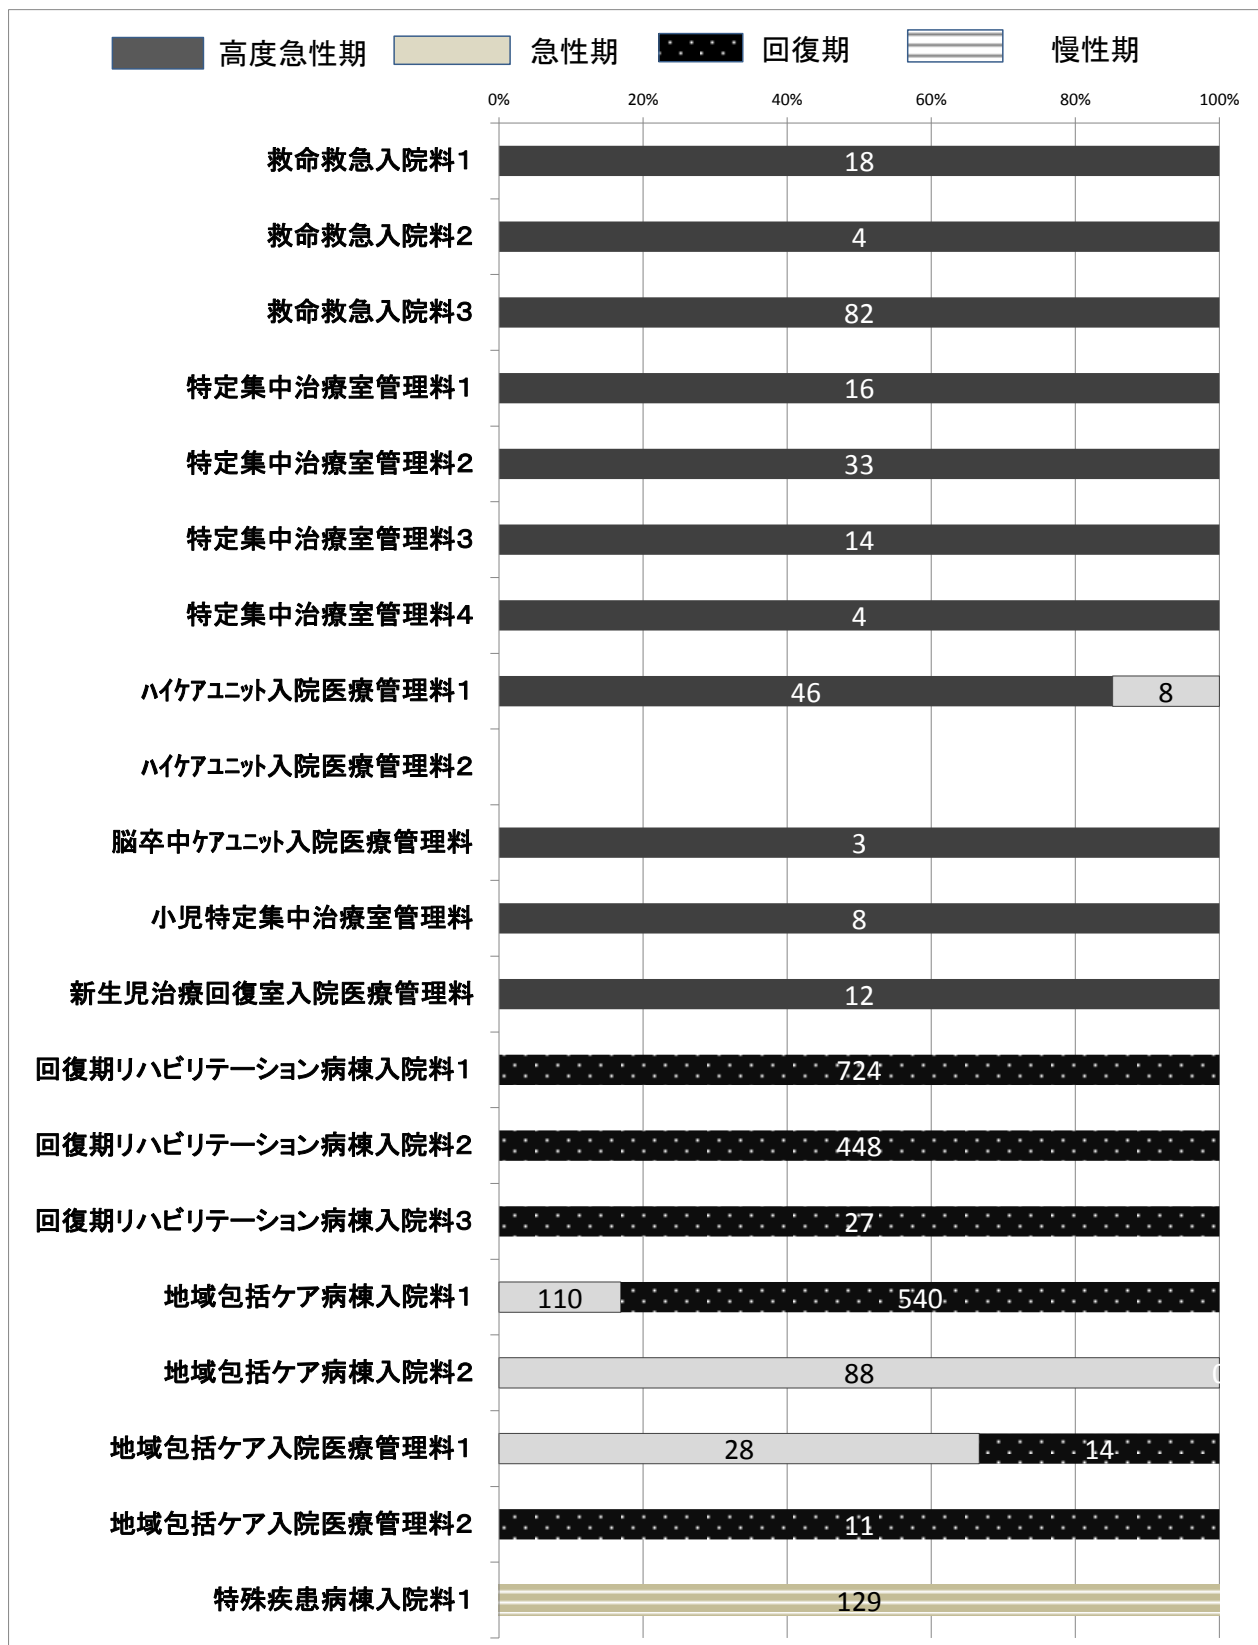 高度急性期 急性期 回復期 慢性期
0% 20% 40% 60% 80% 100%
救命救急入院料1 18
救命救急入院料2 4
救命救急入院料3 82
特定集中治療室管理料1 16
特定集中治療室管理料2 33
特定集中治療室管理料3 14
特定集中治療室管理料4 4
ﾊｲｹｱﾕﾆｯﾄ入院医療管理料1 46 8
ﾊｲｹｱﾕﾆｯﾄ入院医療管理料2
脳卒中ｹｱﾕﾆｯﾄ入院医療管理料 3
小児特定集中治療室管理料 8
新生児治療回復室入院医療管理料 12
回復期リハビリテーション病棟入院料1 724
回復期リハビリテーション病棟入院料2 448
回復期リハビリテーション病棟入院料3 27
地域包括ケア病棟入院料1 110 540
地域包括ケア病棟入院料2 88 0
地域包括ケア入院医療管理料1 28 14
地域包括ケア入院医療管理料2 11
特殊疾患病棟入院料1 129